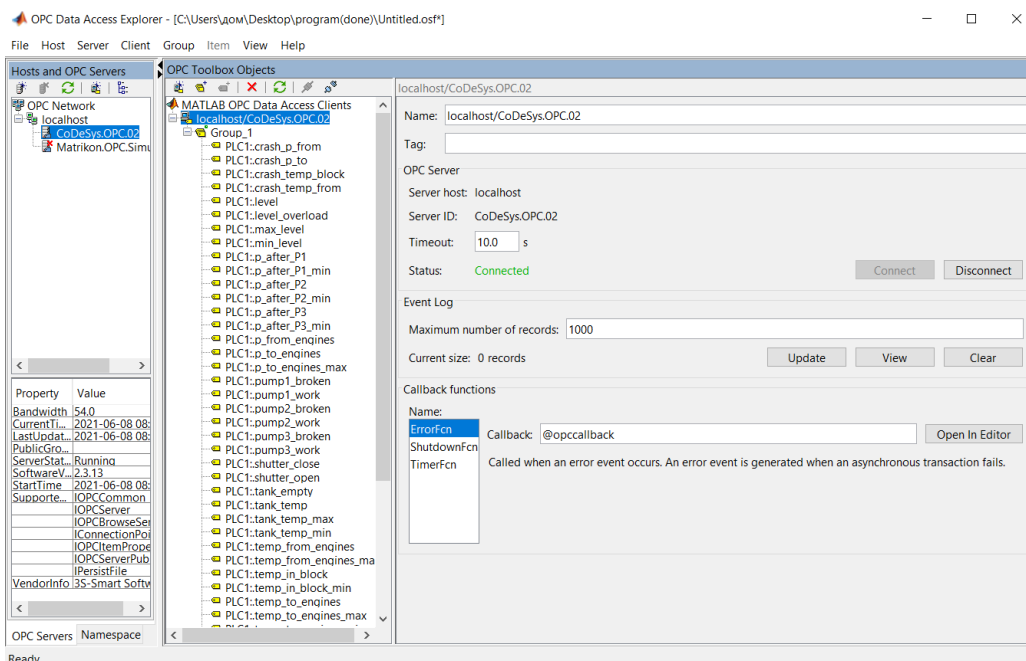 OPC Data Access Explorer - [C:\Users\дом\Desktop\program(done)\Untitled.osf*]
File Host Server Client Group Item View Help
Hosts and OPC Servers
OPC Network
localhost
CoDeSys.OPC.02
Matrikon.OPC.Simu
Property Value
Bandwidth 54.0
CurrentTi... 2021-06-08 08:
LastUpdat... 2021-06-08 08:
PublicGro...
ServerStat... Running
SoftwareV... 2.3.13
StartTime 2021-06-08 08:
Supporte... IOPCCommon
IOPCServer
IOPCBrowseSer
IConnectionPoi
IOPCItemPrope
IOPCServerPub
IPersistFile
VendorInfo 3S-Smart Softw
OPC Servers Namespace
OPC Toolbox Objects
MATLAB OPC Data Access Clients
localhost/CoDeSys.OPC.02
Group_1
PLC1:.crash_p_from
PLC1:.crash_p_to
PLC1:.crash_temp_block
PLC1:.crash_temp_from
PLC1:.level
PLC1:.level_overload
PLC1:.max_level
PLC1:.min_level
PLC1:.p_after_P1
PLC1:.p_after_P1_min
PLC1:.p_after_P2
PLC1:.p_after_P2_min
PLC1:.p_after_P3
PLC1:.p_after_P3_min
PLC1:.p_from_engines
PLC1:.p_to_engines
PLC1:.p_to_engines_max
PLC1:.pump1_broken
PLC1:.pump1_work
PLC1:.pump2_broken
PLC1:.pump2_work
PLC1:.pump3_broken
PLC1:.pump3_work
PLC1:.shutter_close
PLC1:.shutter_open
PLC1:.tank_empty
PLC1:.tank_temp
PLC1:.tank_temp_max
PLC1:.tank_temp_min
PLC1:.temp_from_engines
PLC1:.temp_from_engines_ma
PLC1:.temp_in_block
PLC1:.temp_in_block_min
PLC1:.temp_to_engines
PLC1:.temp_to_engines_max
localhost/CoDeSys.OPC.02
Name: localhost/CoDeSys.OPC.02
Tag:
OPC Server
Server host: localhost
Server ID: CoDeSys.OPC.02
Timeout: 10.0 s
Status: Connected Connect Disconnect
Event Log
Maximum number of records: 1000
Current size: 0 records Update View Clear
Callback functions
Name:
ErrorFcn
ShutdownFcn
TimerFcn
Callback: @opccallback Open In Editor
Called when an error event occurs. An error event is generated when an asynchronous transaction fails.
Ready